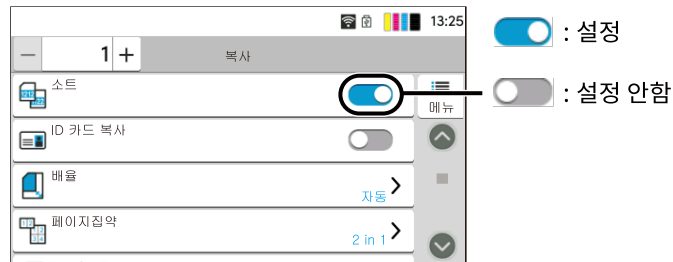 13:25
− 1 + 복사
소트
메뉴
ID 카드 복사
배율
자동
페이지집약
2 in 1
: 설정
: 설정 안함